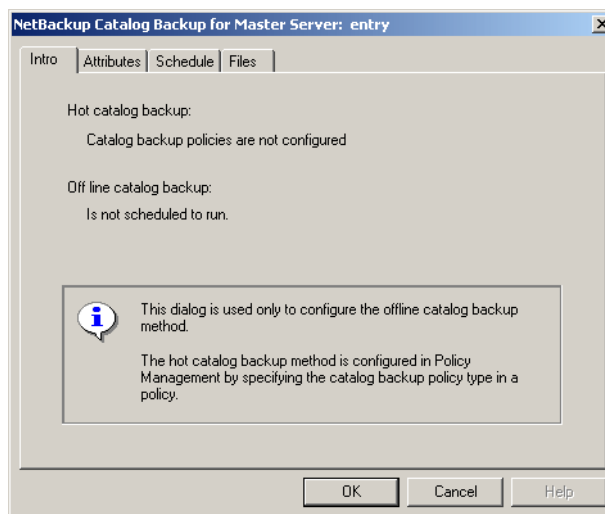 NetBackup Catalog Backup for Master Server: entry
Intro
Attributes
Schedule
Files
Hot catalog backup:
Catalog backup policies are not configured
Off line catalog backup:
Is not scheduled to run.
This dialog is used only to configure the offline catalog backup
method.
The hot catalog backup method is configured in Policy
Management by specifying the catalog backup policy type in a
policy.
OK
Cancel
Help